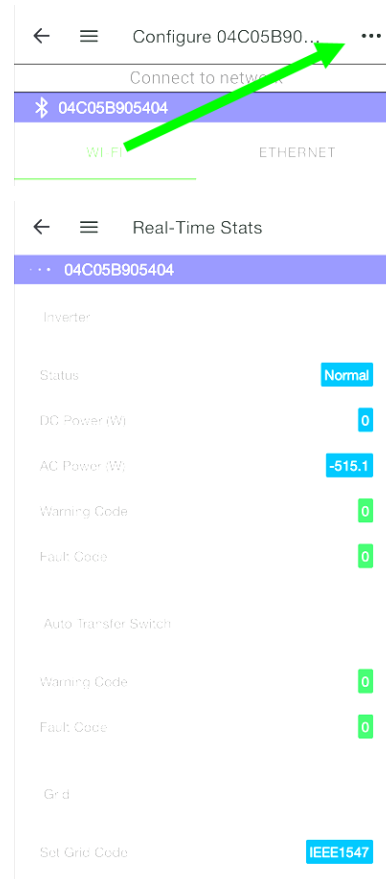 Configure 04C05B90...
Connect to network
04C05B905404
WI-FI
ETHERNET
Real-Time Stats
04C05B905404
Inverter
Status
Normal
DC Power (W)
0
AC Power (W)
-515.1
Warning Code
0
Fault Code
0
Auto Transfer Switch
Warning Code
0
Fault Code
0
Grid
Set Grid Code
IEEE1547